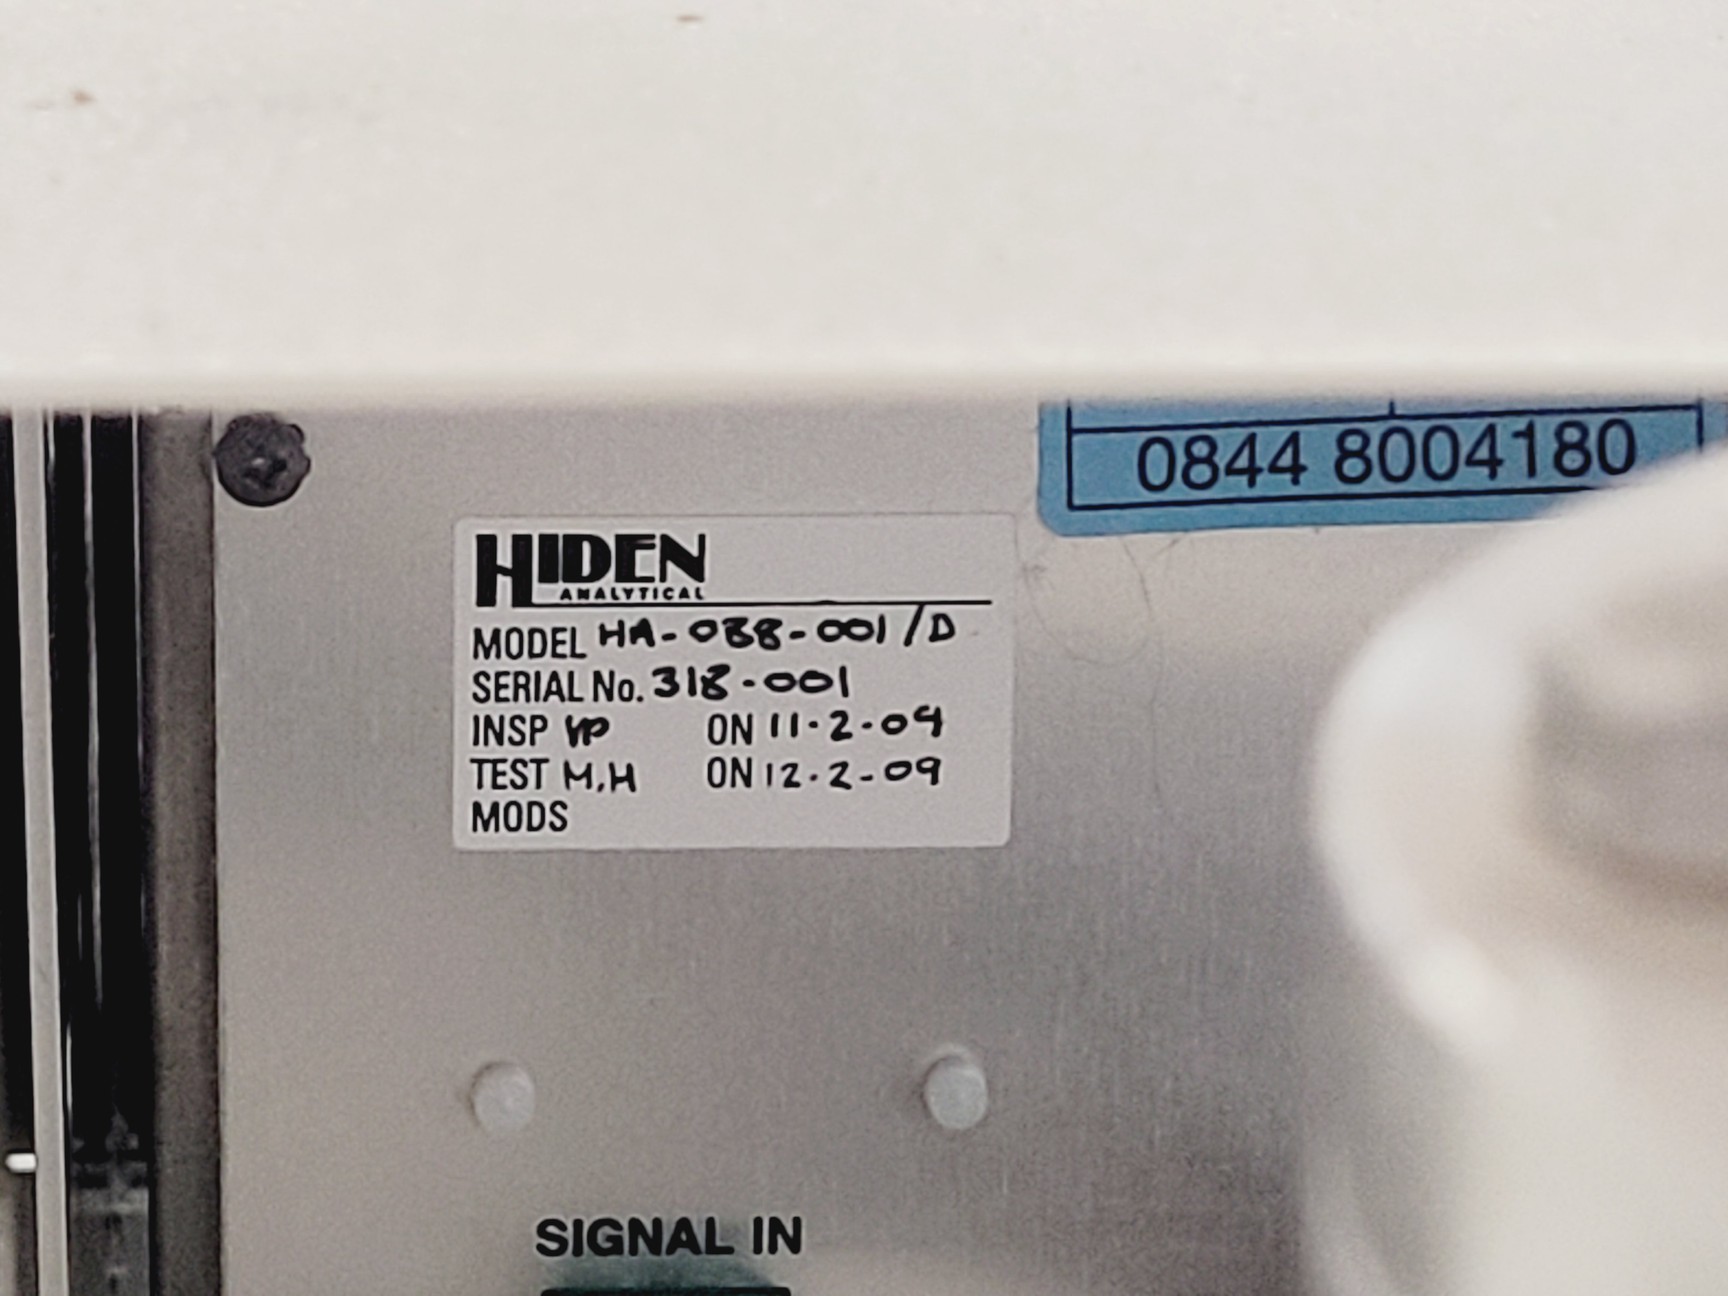 0844 8004180
HIDEN
ANALYTICAL
MODEL HA-088-001/D
SERIAL No. 318-001
INSP VP ON 11-2-09
TEST M.H ON 12-2-09
MODS
SIGNAL IN